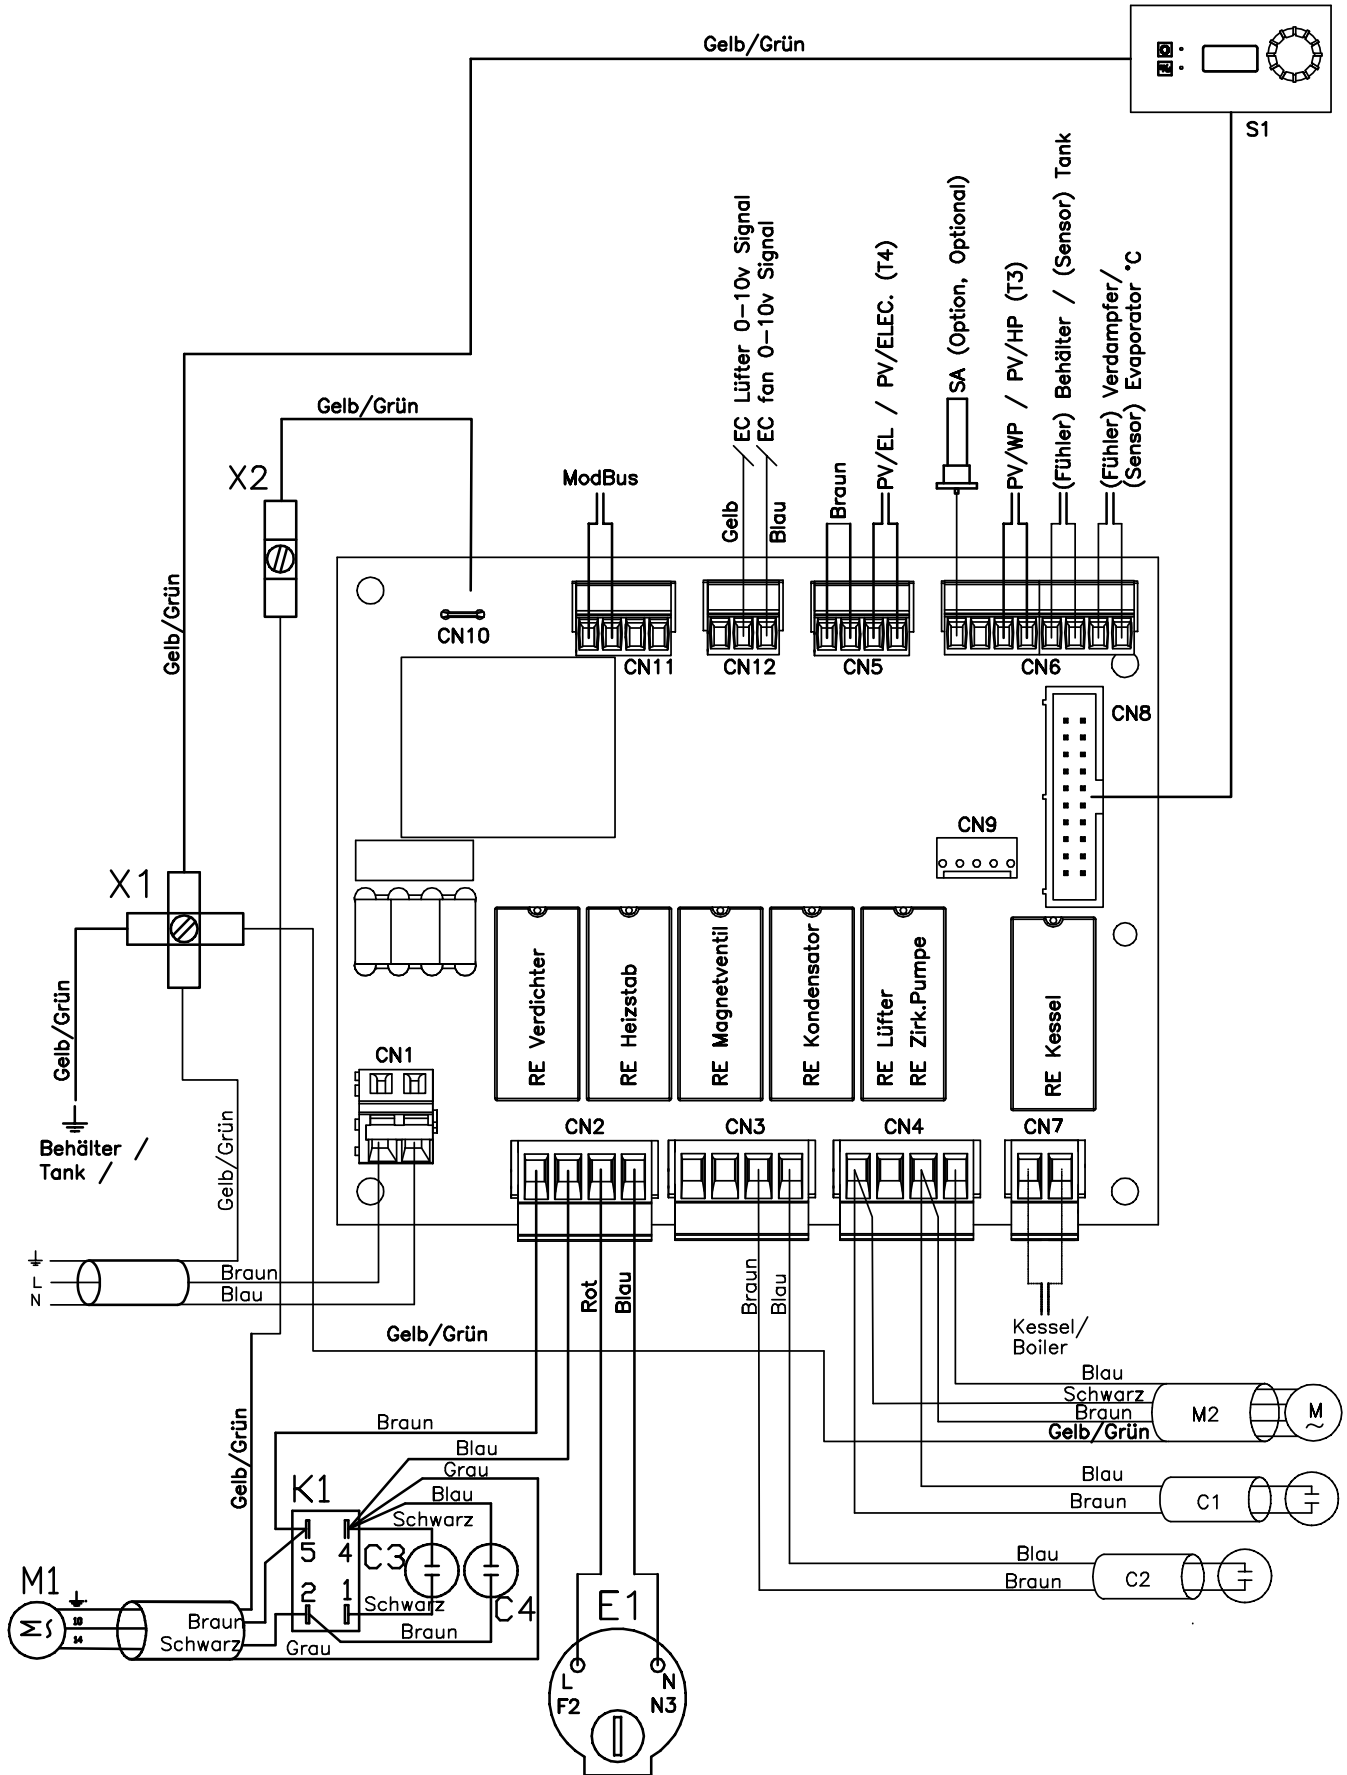 Gelb/Grün
S1
EC Lüfter 0-10v Signal
EC fan 0-10v Signal
PV/EL / PV/ELEC. (T4)
SA (Option, Optional)
PV/WP / PV/HP (T3)
(Fühler) Behälter / (Sensor) Tank
(Fühler) Verdampfer/
(Sensor) Evaporator °C
Gelb/Grün
X2
ModBus
Gelb
Blau
Braun
Gelb/Grün
CN10
CN11
CN12
CN5
CN6
CN8
CN9
X1
Gelb/Grün
RE Verdichter
RE Heizstab
RE Magnetventil
RE Kondensator
RE Lüfter
RE Zirk.Pumpe
RE Kessel
CN1
CN2
CN3
CN4
CN7
Behälter /
Tank /
Gelb/Grün
L
N
Braun
Blau
Rot
Blau
Braun
Blau
Kessel/
Boiler
Gelb/Grün
Blau
Schwarz
Braun
Gelb/Grün
M2
M
~
Gelb/Grün
Braun
Blau
Grau
Blau
Schwarz
K1
5
4
2
1
C3
C4
Schwarz
Braun
Blau
Braun
C1
Blau
Braun
C2
M1
10
14
M
Braun
Schwarz
Grau
E1
L
N
F2
N3